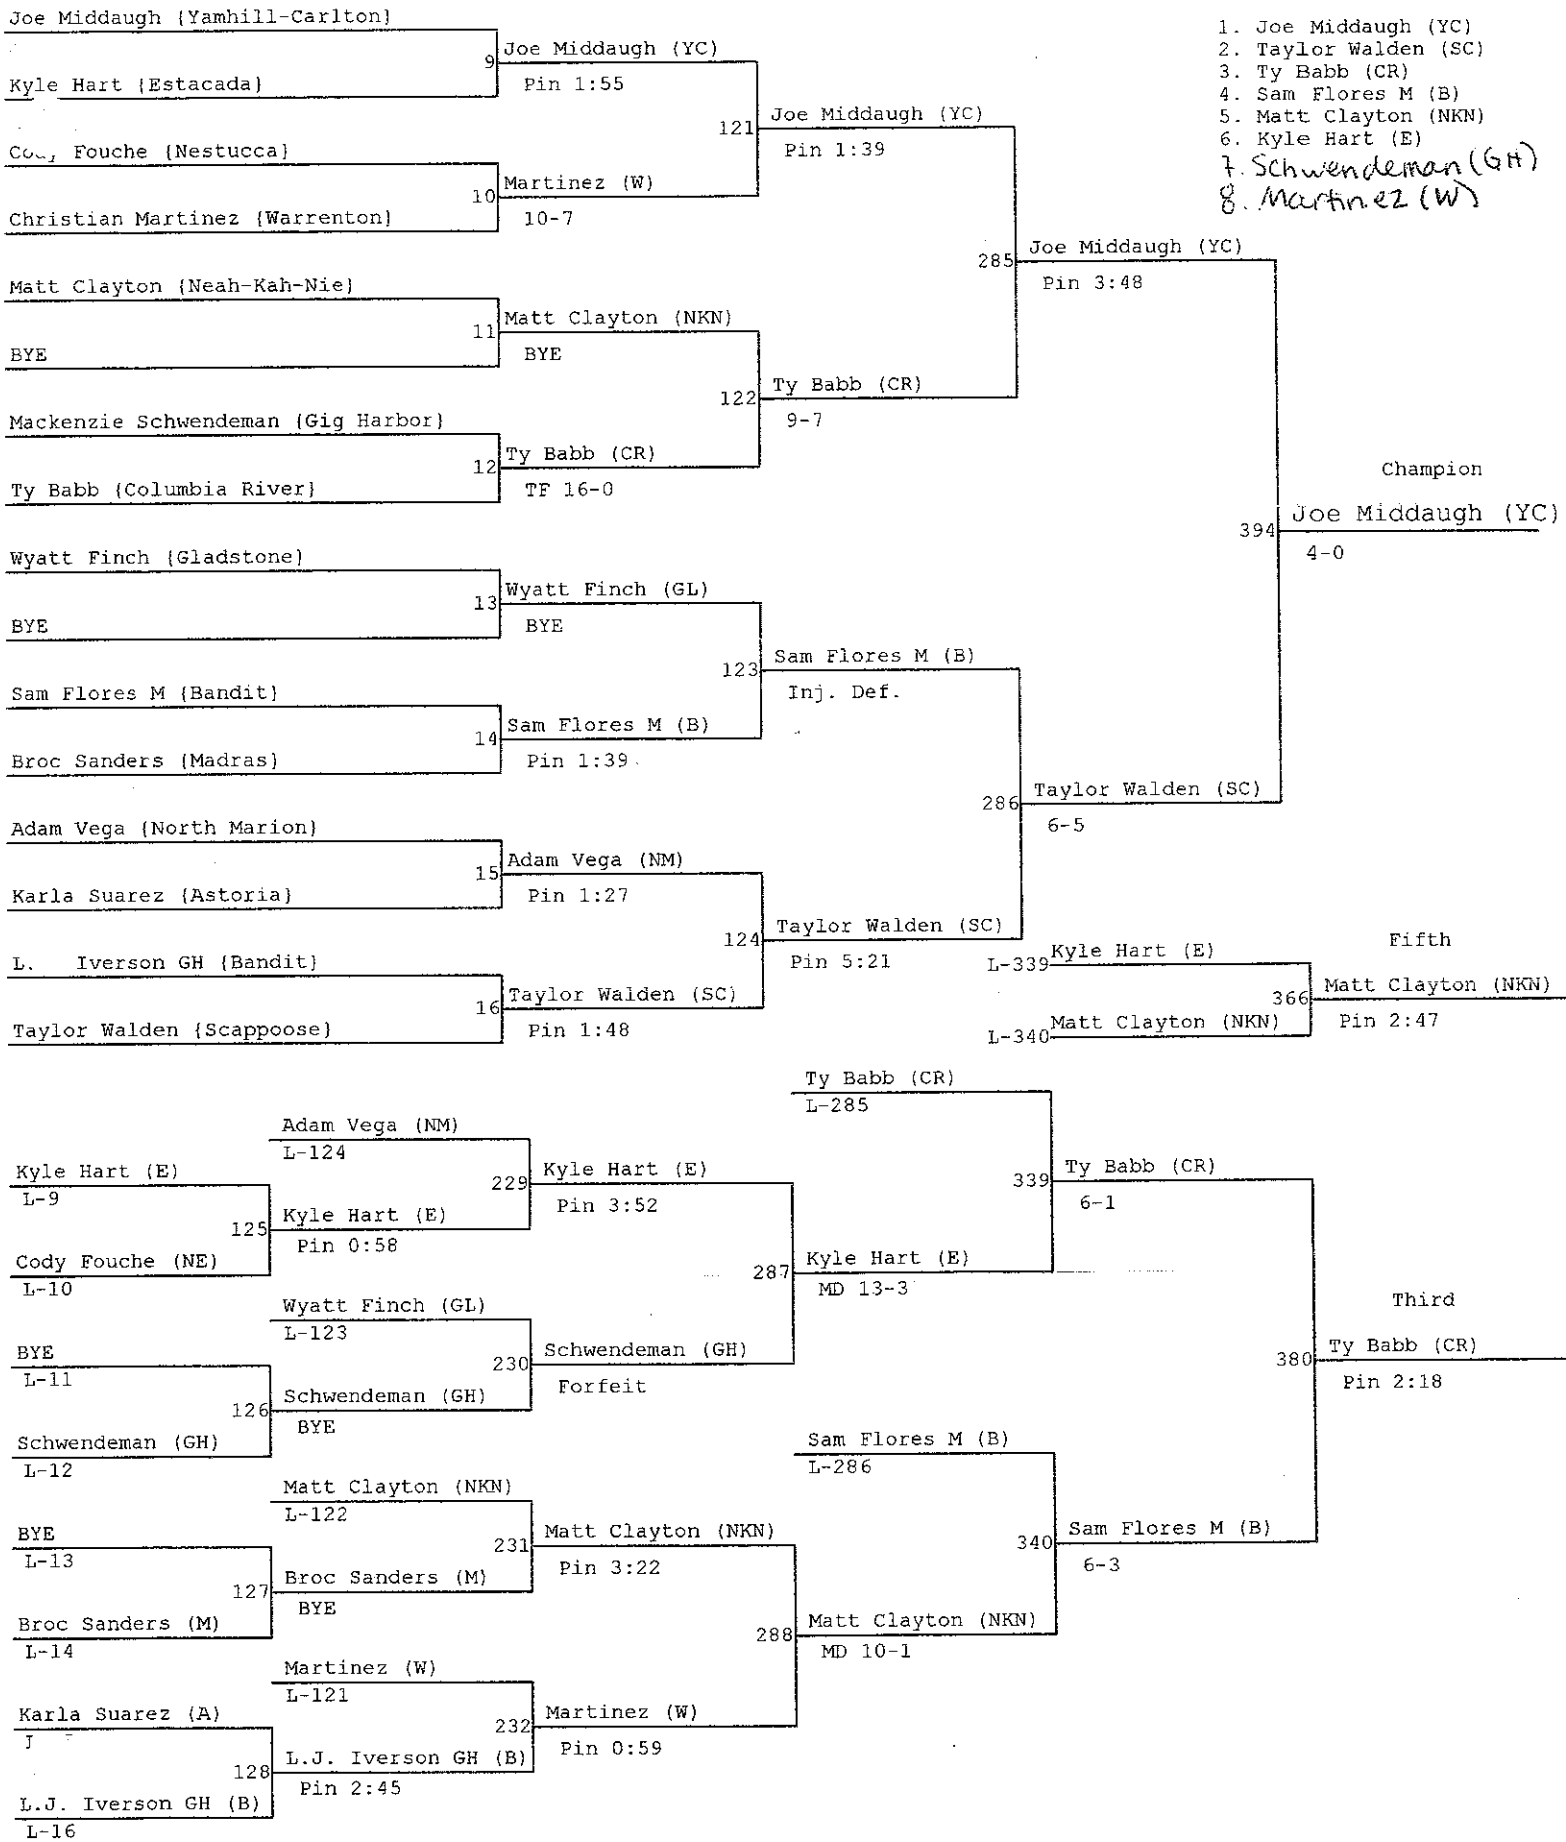 Joe Middaugh {Yamhill-Carlton}
9
Joe Middaugh (YC)
Pin 1:55
Kyle Hart {Estacada}
121
Joe Middaugh (YC)
Pin 1:39
Fouche {Nestucca}
10
Martinez (W)
10-7
Christian Martinez {Warrenton}
285
Joe Middaugh (YC)
Pin 3:48
Matt Clayton {Neah-Kah-Nie}
11
Matt Clayton (NKN)
BYE
BYE
122
Ty Babb (CR)
9-7
Mackenzie Schwendeman {Gig Harbor}
12
Ty Babb (CR)
TF 16-0
Ty Babb {Columbia River}
Champion
394
Joe Middaugh (YC)
4-0
Wyatt Finch {Gladstone}
13
Wyatt Finch (GL)
BYE
BYE
123
Sam Flores M (B)
Inj. Def.
Sam Flores M {Bandit}
14
Sam Flores M (B)
Pin 1:39
Broc Sanders {Madras}
286
Taylor Walden (SC)
6-5
Adam Vega {North Marion}
15
Adam Vega (NM)
Pin 1:27
Karla Suarez {Astoria}
124
Taylor Walden (SC)
Pin 5:21
L. Iverson GH {Bandit}
16
Taylor Walden (SC)
Pin 1:48
Taylor Walden {Scappoose}
1. Joe Middaugh (YC)
2. Taylor Walden (SC)
3. Ty Babb (CR)
4. Sam Flores M (B)
5. Matt Clayton (NKN)
6. Kyle Hart (E)
7. Schwendeman (GH)
8. Martinez (W)
Fifth
L-339 Kyle Hart (E)
366
Matt Clayton (NKN)
Pin 2:47
L-340 Matt Clayton (NKN)
Ty Babb (CR)
L-285
Adam Vega (NM)
L-124
Kyle Hart (E)
L-9
229
Kyle Hart (E)
Pin 3:52
339
Ty Babb (CR)
6-1
125
Kyle Hart (E)
Pin 0:58
Cody Fouche (NE)
L-10
287
Kyle Hart (E)
MD 13-3
Wyatt Finch (GL)
L-123
BYE
L-11
230
Schwendeman (GH)
Forfeit
126
Schwendeman (GH)
BYE
Schwendeman (GH)
L-12
Third
380
Ty Babb (CR)
Pin 2:18
Sam Flores M (B)
L-286
Matt Clayton (NKN)
L-122
BYE
L-13
231
Matt Clayton (NKN)
Pin 3:22
340
Sam Flores M (B)
6-3
127
Broc Sanders (M)
BYE
Broc Sanders (M)
L-14
288
Matt Clayton (NKN)
MD 10-1
Martinez (W)
L-121
Karla Suarez (A)
232
Martinez (W)
Pin 0:59
128
L.J. Iverson GH (B)
Pin 2:45
L.J. Iverson GH (B)
L-16